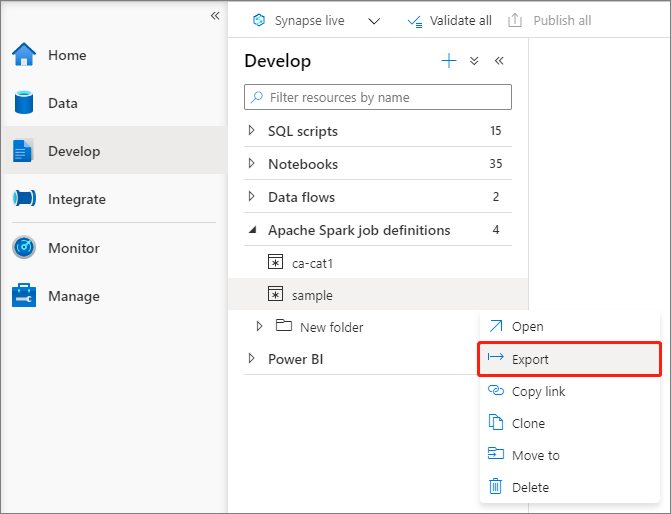 Synapse live
Validate all
Publish all
Home
Data
Develop
Integrate
Monitor
Manage
Develop
Filter resources by name
SQL scripts 15
Notebooks 35
Data flows 2
Apache Spark job definitions 4
ca-cat1
sample
New folder
Power BI
Open
Export
Copy link
Clone
Move to
Delete